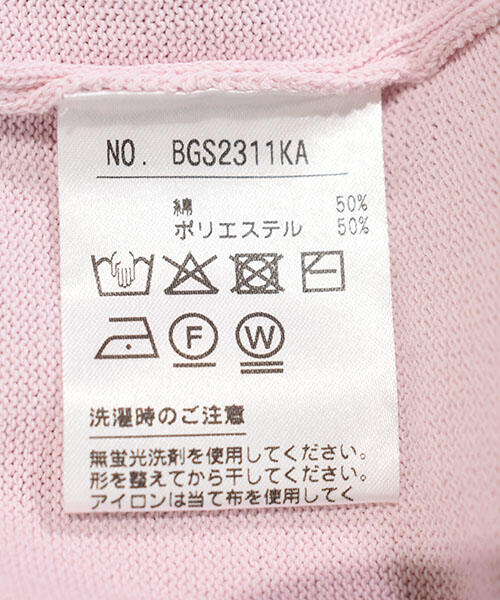 NO. BGS2311KA
綿 50%
ポリエステル 50%
F W
洗濯時のご注意
無蛍光洗剤を使用してください。
形を整えてから干してください。
アイロンは当て布を使用してく